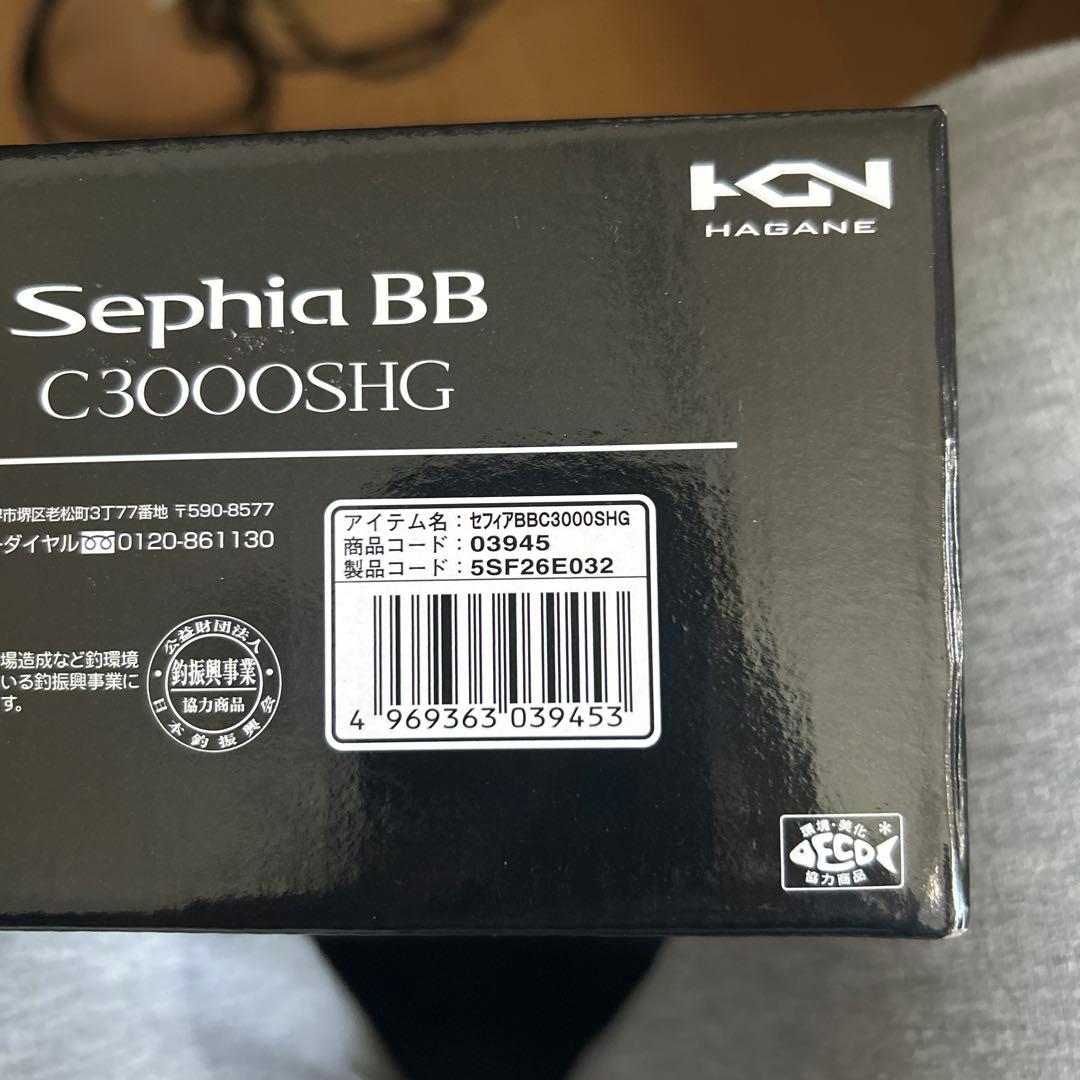 KGN
HAGANE
Sephia BB
C3000SHG
市堺区老松町3丁77番地 〒590-8577
ダイヤル 0120-861130
アイテム名：セフィアBBC3000SHG
商品コード：03945
製品コード：5SF26E032
4 969363 039453
場造成など釣環境
いる釣振興事業に
す。
公益財団法人
釣振興事業
協力商品
日本釣振興会
環境・美化
ECO
協力商品